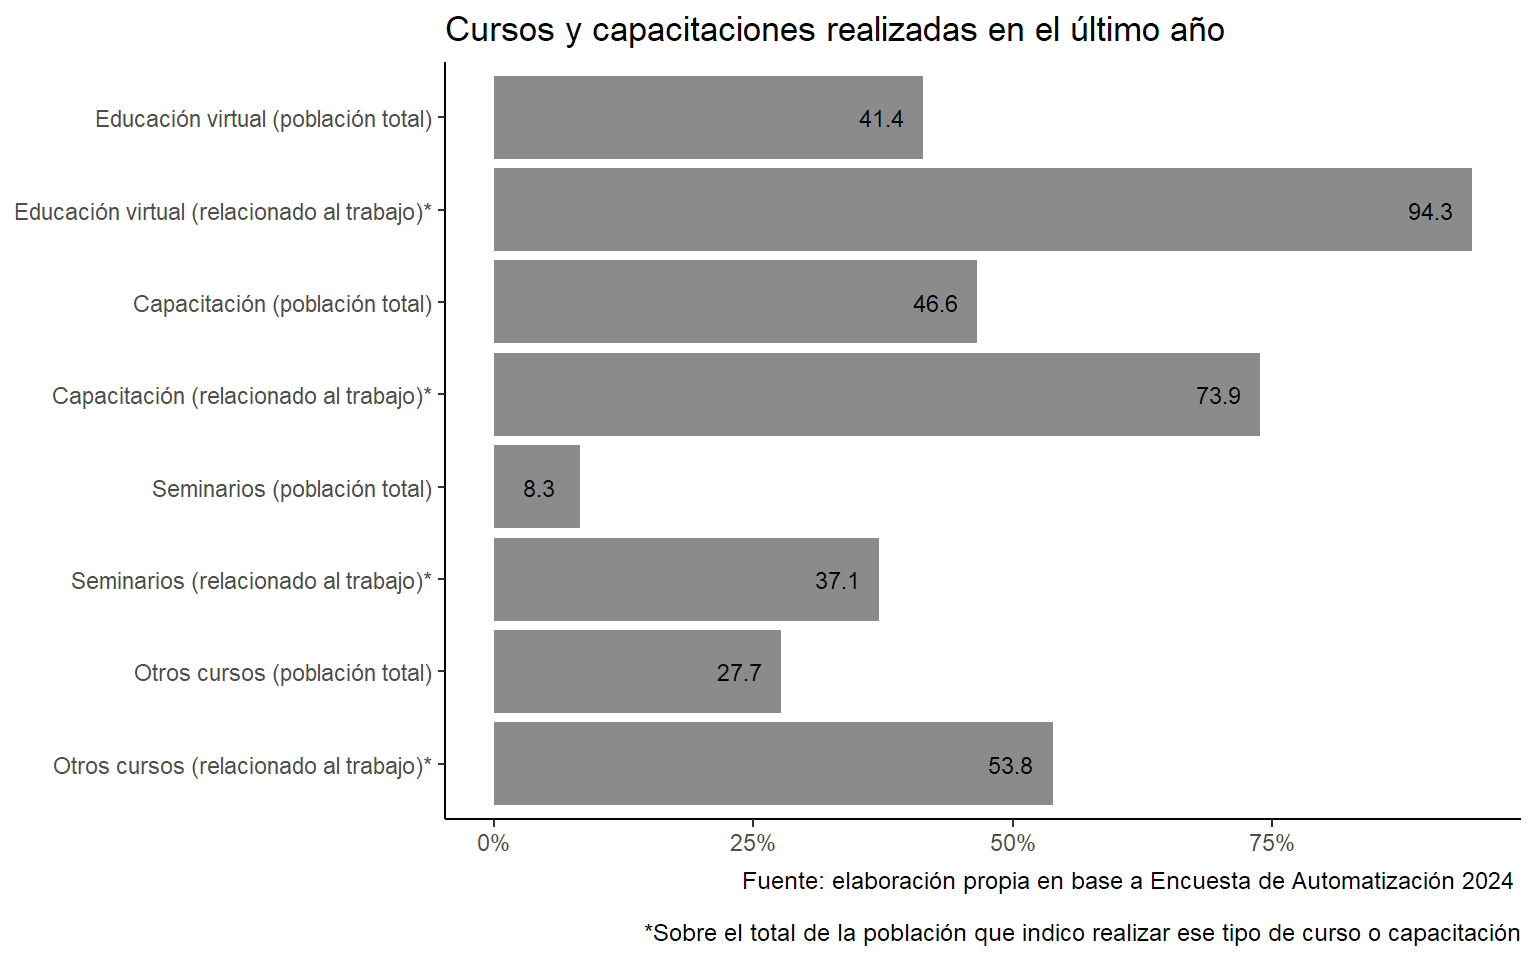 Cursos y capacitaciones realizadas en el último año
Educación virtual (población total)
41.4
Educación virtual (relacionado al trabajo)*
94.3
Capacitación (población total)
46.6
Capacitación (relacionado al trabajo)*
73.9
Seminarios (población total)
8.3
Seminarios (relacionado al trabajo)*
37.1
Otros cursos (población total)
27.7
Otros cursos (relacionado al trabajo)*
53.8
0% 25% 50% 75%
Fuente: elaboración propia en base a Encuesta de Automatización 2024
*Sobre el total de la población que indico realizar ese tipo de curso o capacitación